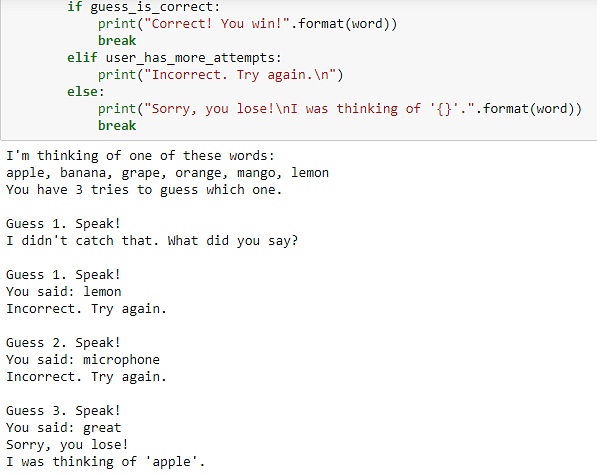 if guess_is_correct:
print("Correct! You win!".format(word))
break
elif user_has_more_attempts:
print("Incorrect. Try again.\n")
else:
print("Sorry, you lose!\nI was thinking of '{}'.".format(word))
break
I'm thinking of one of these words:
apple, banana, grape, orange, mango, lemon
You have 3 tries to guess which one.
Guess 1. Speak!
I didn't catch that. What did you say?
Guess 1. Speak!
You said: lemon
Incorrect. Try again.
Guess 2. Speak!
You said: microphone
Incorrect. Try again.
Guess 3. Speak!
You said: great
Sorry, you lose!
I was thinking of 'apple'.